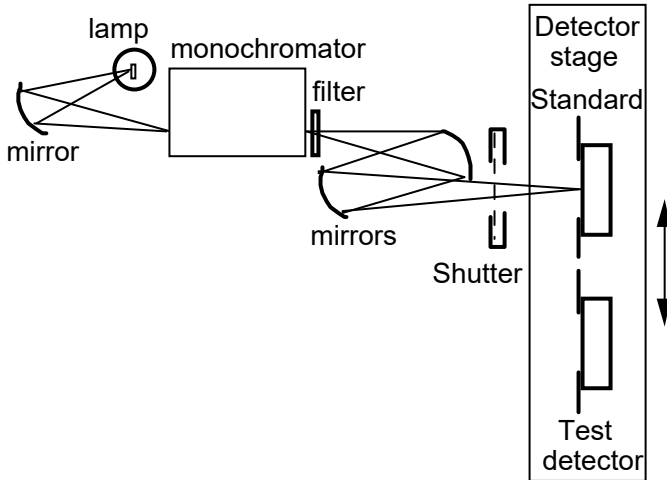 lamp
monochromator
filter
mirror
mirrors
Shutter
Detector
stage
Standard
Test
detector